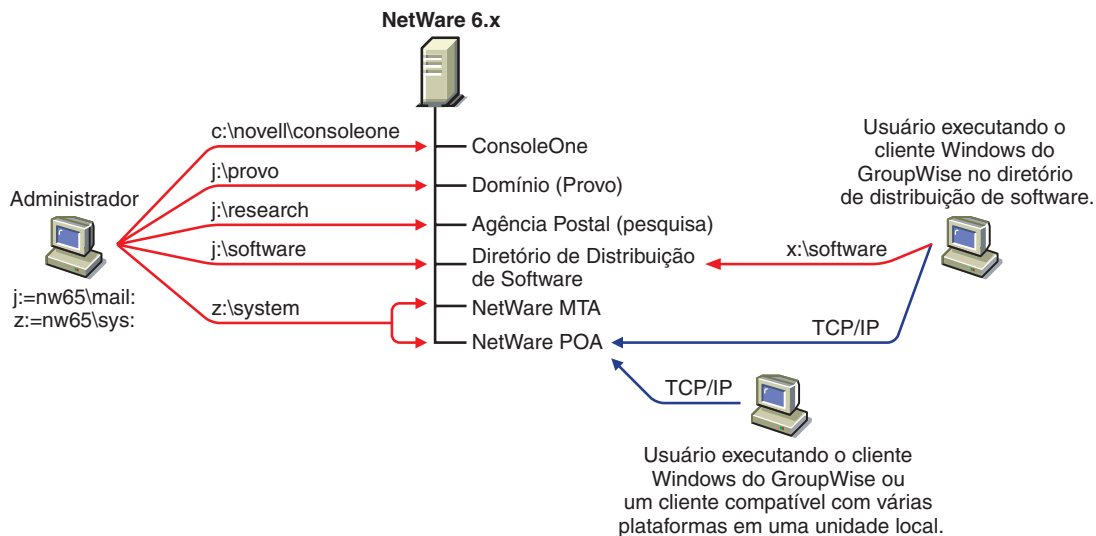 NetWare 6.x
c:\novell\consoleone
ConsoleOne
j:\provo
Domínio (Provo)
Administrador
j:\research
Agência Postal (pesquisa)
j:\software
Diretório de Distribuição
de Software
j:=nw65\mail:
z:=nw65\sys:
z:\system
NetWare MTA
NetWare POA
Usuário executando o
cliente Windows do
GroupWise no diretório
de distribuição de software.
x:\software
TCP/IP
TCP/IP
Usuário executando o cliente
Windows do GroupWise ou
um cliente compatível com várias
plataformas em uma unidade local.